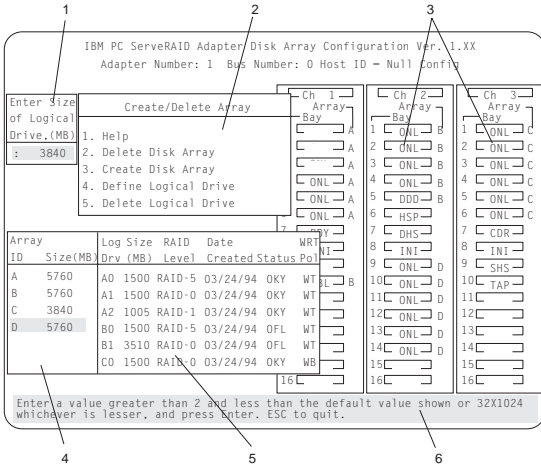 1
2
3
IBM PC ServeRAID Adapter Disk Array Configuration Ver. 1.XX
Adapter Number: 1 Bus Number: 0 Host ID – Null Config
Enter Size
of Logical
Drive.(MB)
: 3840
Create/Delete Array
1. Help
2. Delete Disk Array
3. Create Disk Array
4. Define Logical Drive
5. Delete Logical Drive
Ch 1
Array
Bay
A
A
A
ONL A
ONL A
ONL A
RDY
INI
B
16
Ch 2
Array
Bay
1 ONL B
2 ONL B
3 ONL B
4 ONL B
5 DDD B
6 HSP
7 DHS
8 INI
9 ONL D
10 ONL D
11 ONL D
12 ONL D
13 ONL D
14 ONL D
15
16
Ch 3
Array
Bay
1 ONL C
2 ONL C
3 ONL C
4 ONL C
5 ONL C
6 ONL C
7 CDR
8 INI
9 SHS
10 TAP
11
12
13
14
15
16
Array
ID Size(MB)
A 5760
B 5760
C 3840
D 5760
Log Size RAID Date WRT
Drv (MB) Level Created Status Pol
A0 1500 RAID-5 03/24/94 OKY WT
A1 1500 RAID-0 03/24/94 OKY WT
A2 1005 RAID-1 03/24/94 OKY WT
B0 1500 RAID-5 03/24/94 OFL WT
B1 3510 RAID-0 03/24/94 OFL WT
C0 1500 RAID-0 03/24/94 OKY WB
Enter a value greater than 2 and less than the default value shown or 32X1024
whichever is lesser, and press Enter. ESC to quit.
4
5
6